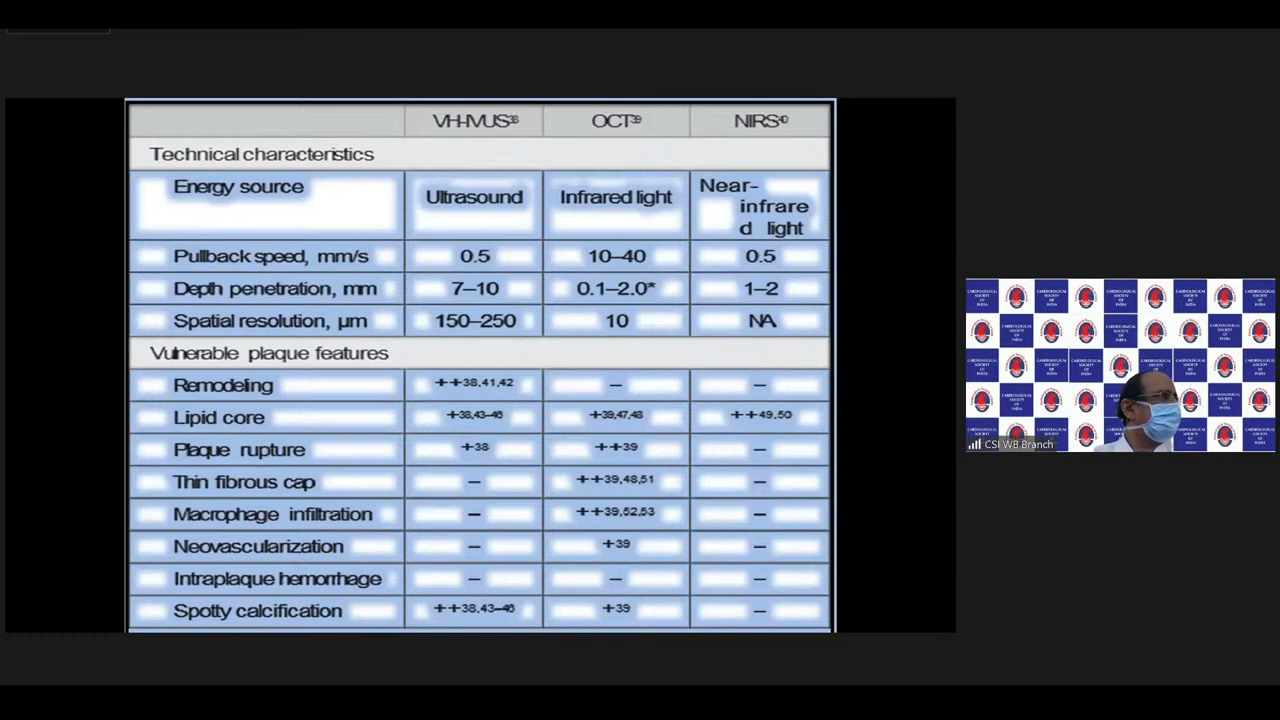 VH-IVUS38 OCT39 NIRS40
Technical characteristics
Energy source Ultrasound Infrared light Near-
infrare
d light
Pullback speed, mm/s 0.5 10–40 0.5
Depth penetration, mm 7–10 0.1–2.0* 1–2
Spatial resolution, µm 150–250 10 NA
Vulnerable plaque features
Remodeling ++38,41,42 – –
Lipid core +38,43–46 +39,47,48 ++49,50
Plaque rupture +38 ++39 –
Thin fibrous cap – ++39,48,51 –
Macrophage infiltration – ++39,52,53 –
Neovascularization – +39 –
Intraplaque hemorrhage – – –
Spotty calcification ++38,43–46 +39 –
CARDIOLOGICAL
SOCIETY
OF
INDIA
CSI WB Branch